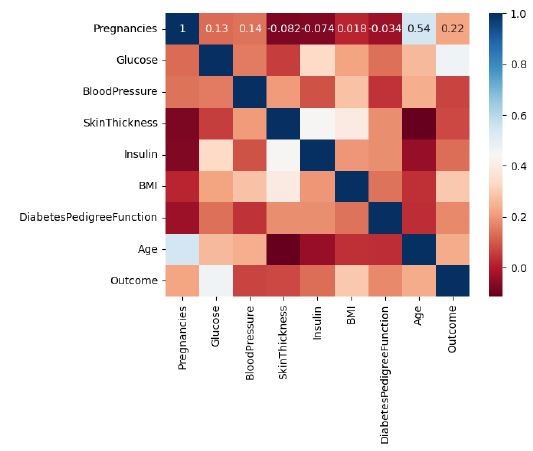 Pregnancies 1 0.13 0.14 -0.082 -0.074 0.018 -0.034 0.54 0.22
Glucose
BloodPressure
SkinThickness
Insulin
BMI
DiabetesPedigreeFunction
Age
Outcome
Pregnancies
Glucose
BloodPressure
SkinThickness
Insulin
BMI
DiabetesPedigreeFunction
Age
Outcome
1.0
0.8
0.6
0.4
0.2
0.0